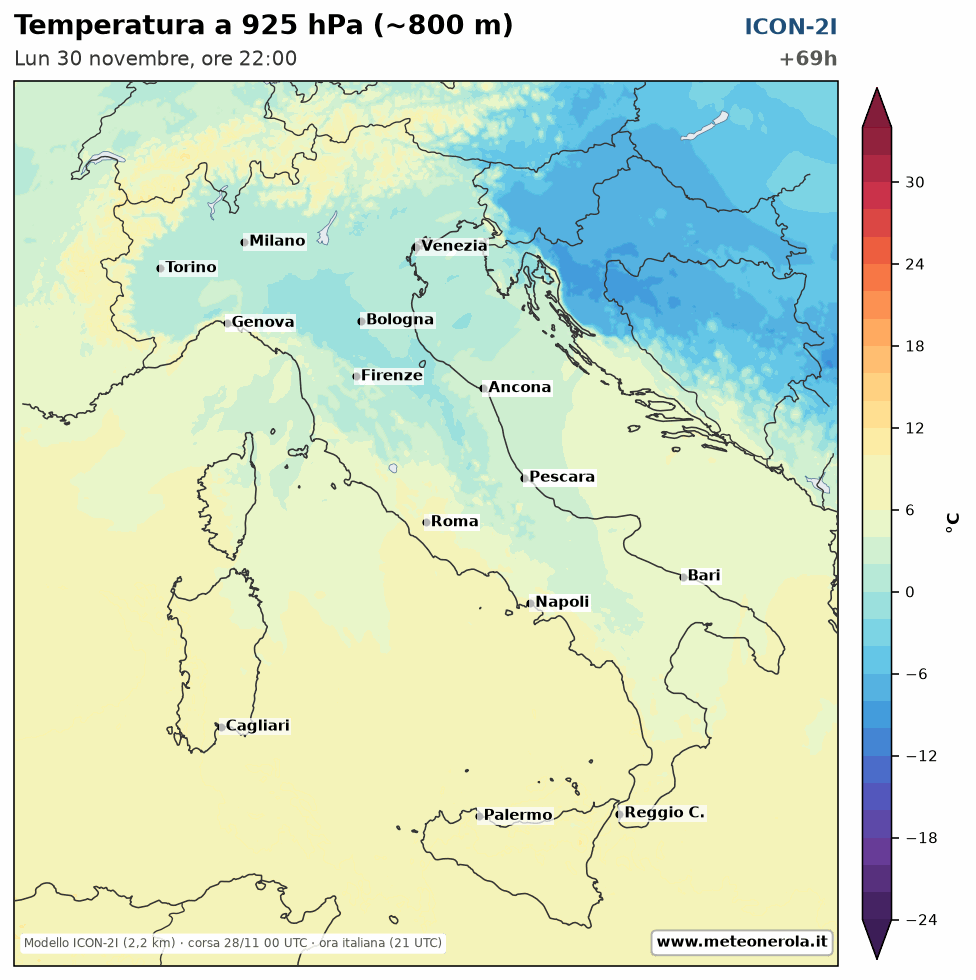 Temperatura a 925 hPa (~800 m)
ICON-2I
Lun 30 novembre, ore 22:00
+69h
Milano
Venezia
Torino
Genova
Bologna
Firenze
Ancona
Pescara
Roma
Bari
Napoli
Cagliari
Palermo
Reggio C.
30
24
18
12
6
0
−6
−12
−18
−24
°C
Modello ICON-2I (2,2 km) · corsa 28/11 00 UTC · ora italiana (21 UTC)
www.meteonerola.it